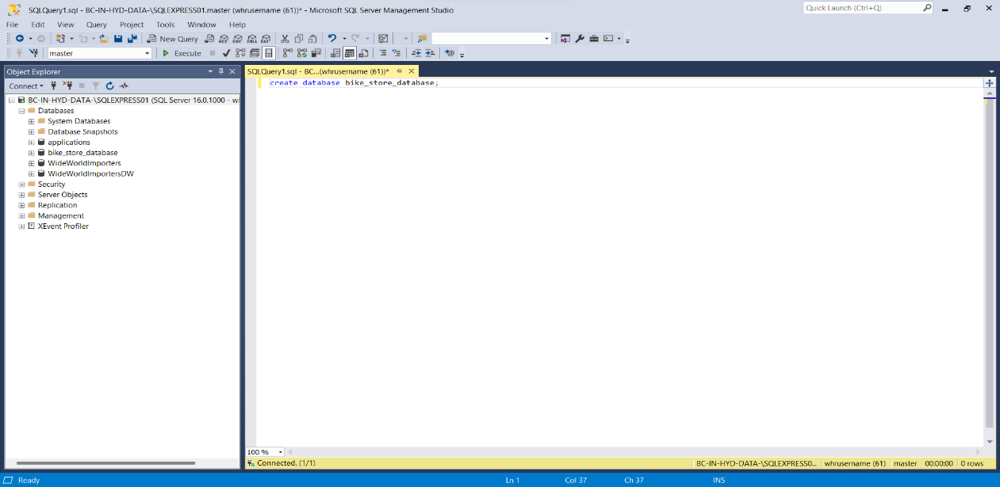 SQLQuery1.sql - BC-IN-HYD-DATA-\SQLEXPRESS01.master (whrusername (61))* - Microsoft SQL Server Management Studio
Quick Launch (Ctrl+Q)
File Edit View Query Project Tools Window Help
New Query
master
Execute
Object Explorer
Connect
BC-IN-HYD-DATA-\SQLEXPRESS01 (SQL Server 16.0.1000 - wl
Databases
System Databases
Database Snapshots
applications
bike_store_database
WideWorldImporters
WideWorldImportersDW
Security
Server Objects
Replication
Management
XEvent Profiler
SQLQuery1.sql - BC...(whrusername (61))*
create database bike_store_database;
100 %
Connected. (1/1)
BC-IN-HYD-DATA-\SQLEXPRESS0... whrusername (61) master 00:00:00 0 rows
Ready Ln 1 Col 37 Ch 37 INS